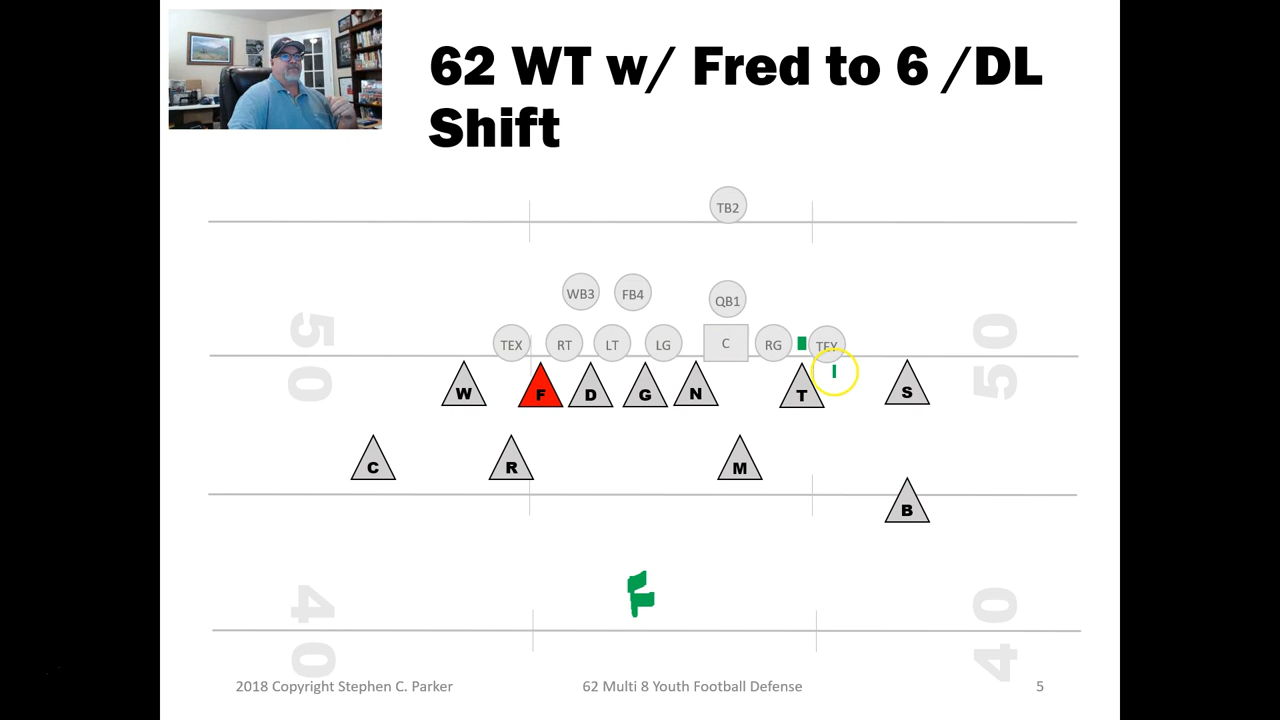 62 WT w/ Fred to 6 /DL
Shift
TB2
WB3 FB4 QB1
TEX RT LT LG C RG TEX
50 50
W F D G N T S
C R M
B
F
40 40
2018 Copyright Stephen C. Parker 62 Multi 8 Youth Football Defense 5